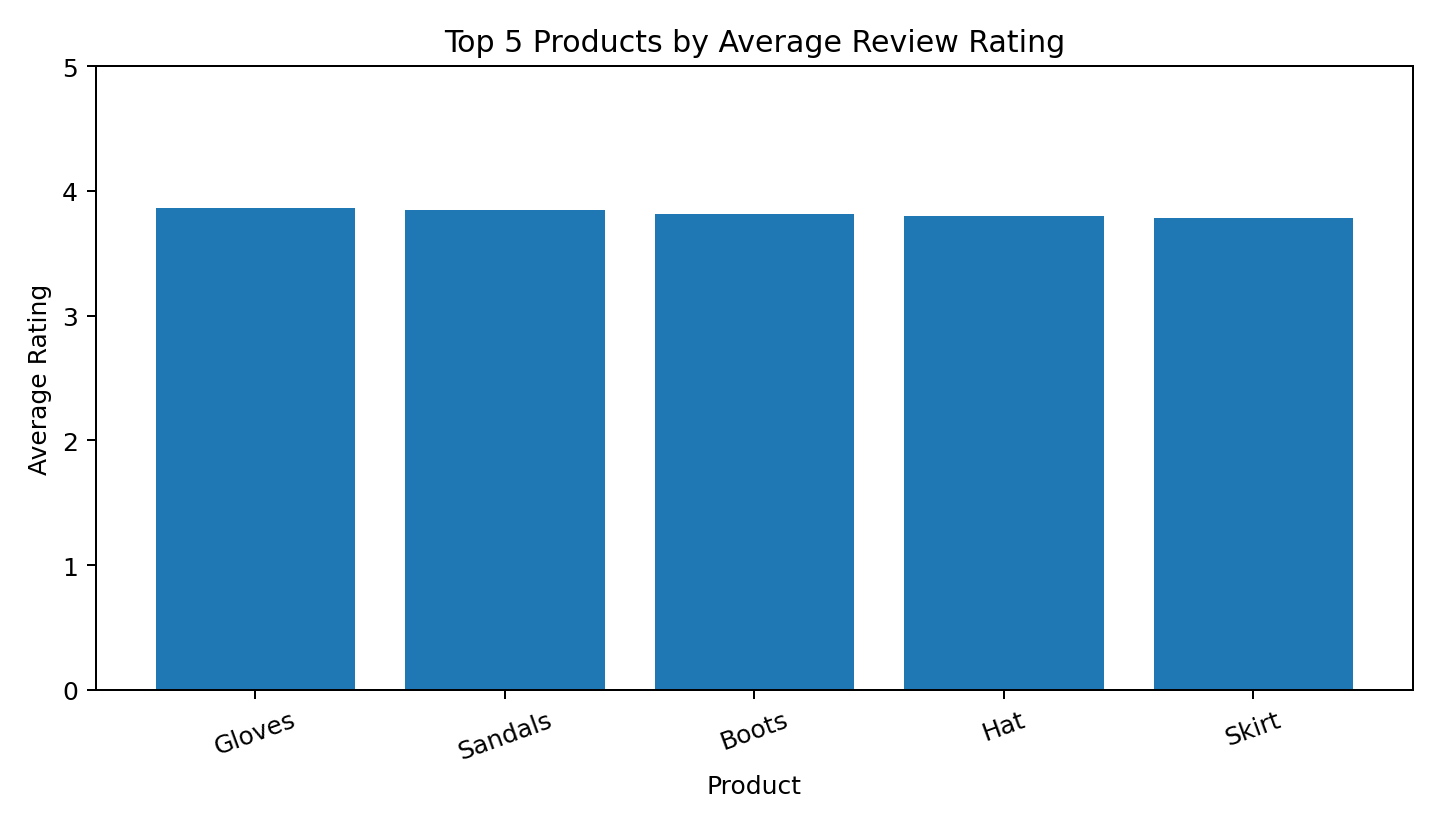 Top 5 Products by Average Review Rating
5
4
3
2
1
0
Average Rating
Gloves
Sandals
Boots
Hat
Skirt
Product